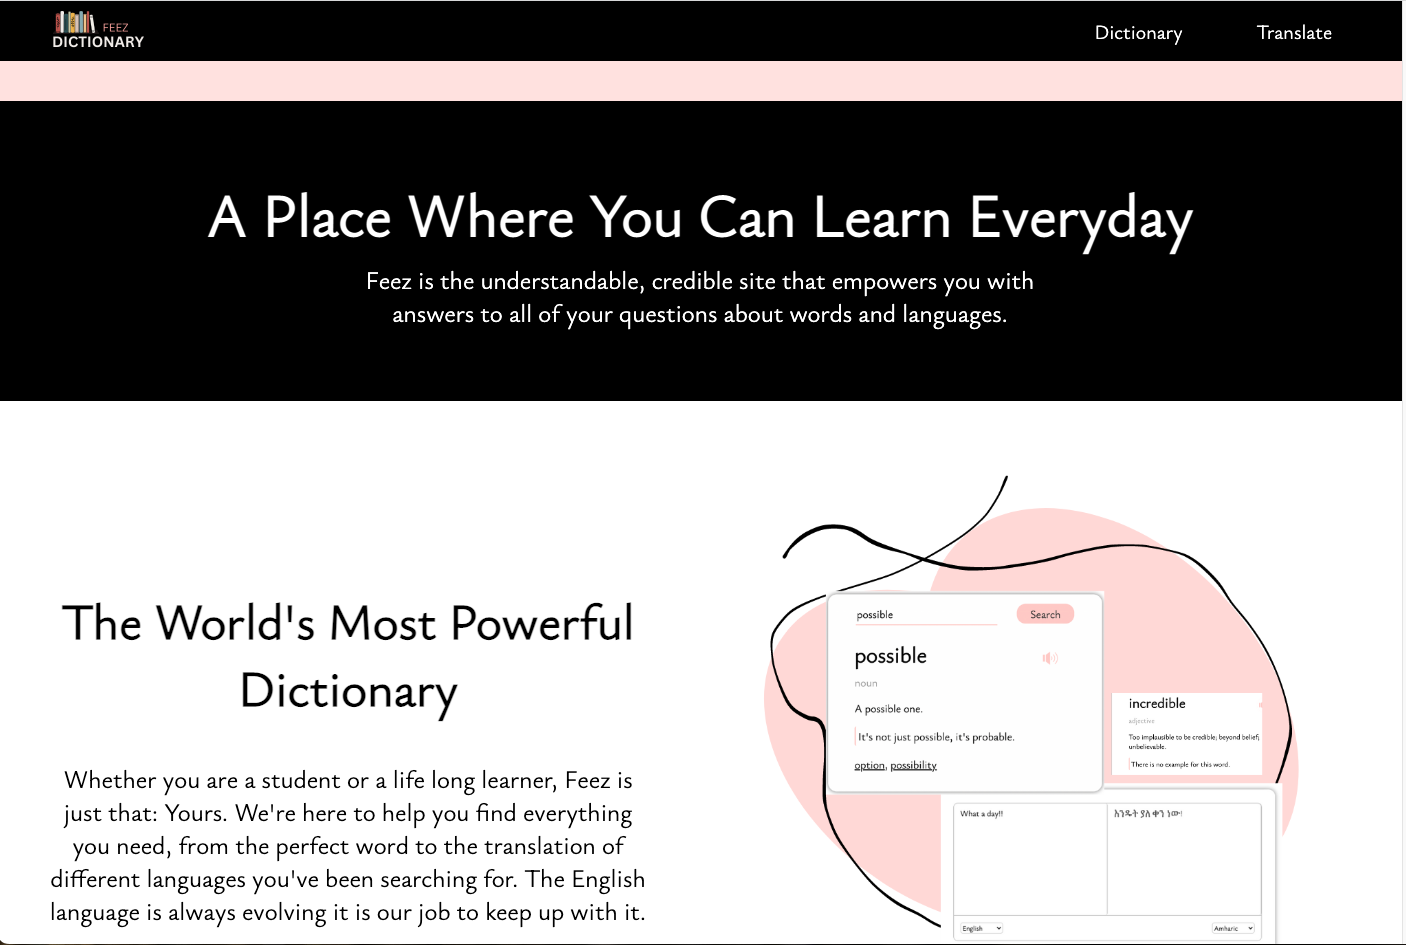 FEEZ
DICTIONARY
Dictionary
Translate
A Place Where You Can Learn Everyday
Feez is the understandable, credible site that empowers you with
answers to all of your questions about words and languages.
The World's Most Powerful
Dictionary
Whether you are a student or a life long learner, Feez is
just that: Yours. We're here to help you find everything
you need, from the perfect word to the translation of
different languages you've been searching for. The English
language is always evolving it is our job to keep up with it.
possible
Search
possible
noun
A possible one.
It's not just possible, it's probable.
option, possibility
incredible
adjective
Too implausible to be credible; beyond belief;
unbelievable.
There is no example for this word.
What a day!!
እንዴት ያለ ቀን ነው!
English
Amharic